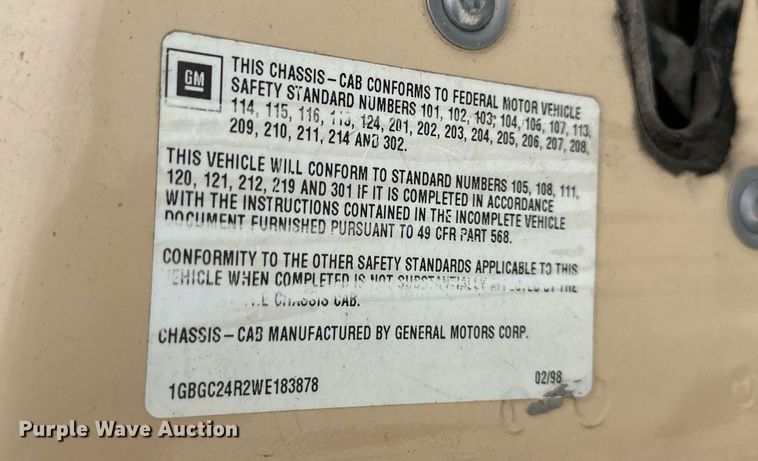 GM
THIS CHASSIS-CAB CONFORMS TO FEDERAL MOTOR VEHICLE
SAFETY STANDARD NUMBERS 101, 102, 103, 104, 106, 107, 113,
114, 115, 116, 118, 124, 201, 202, 203, 204, 205, 206, 207, 208,
209, 210, 211, 214 AND 302.
THIS VEHICLE WILL CONFORM TO STANDARD NUMBERS 105, 108, 111,
120, 121, 212, 219 AND 301 IF IT IS COMPLETED IN ACCORDANCE
WITH THE INSTRUCTIONS CONTAINED IN THE INCOMPLETE VEHICLE
DOCUMENT FURNISHED PURSUANT TO 49 CFR PART 568.
CONFORMITY TO THE OTHER SAFETY STANDARDS APPLICABLE TO THIS
VEHICLE WHEN COMPLETED IS NOT SUBSTANTIALLY AFFECTED BY THE
CHASSIS CAB.
CHASSIS-CAB MANUFACTURED BY GENERAL MOTORS CORP.
1GBGC24R2WE183878
02/98
Purple Wave Auction